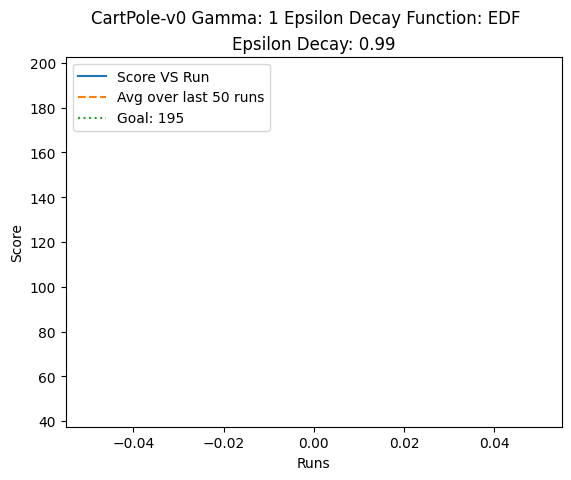 CartPole-v0 Gamma: 1 Epsilon Decay Function: EDF
Epsilon Decay: 0.99
Score VS Run
Avg over last 50 runs
Goal: 195
200
180
160
140
120
100
80
60
40
Score
−0.04
−0.02
0.00
0.02
0.04
Runs